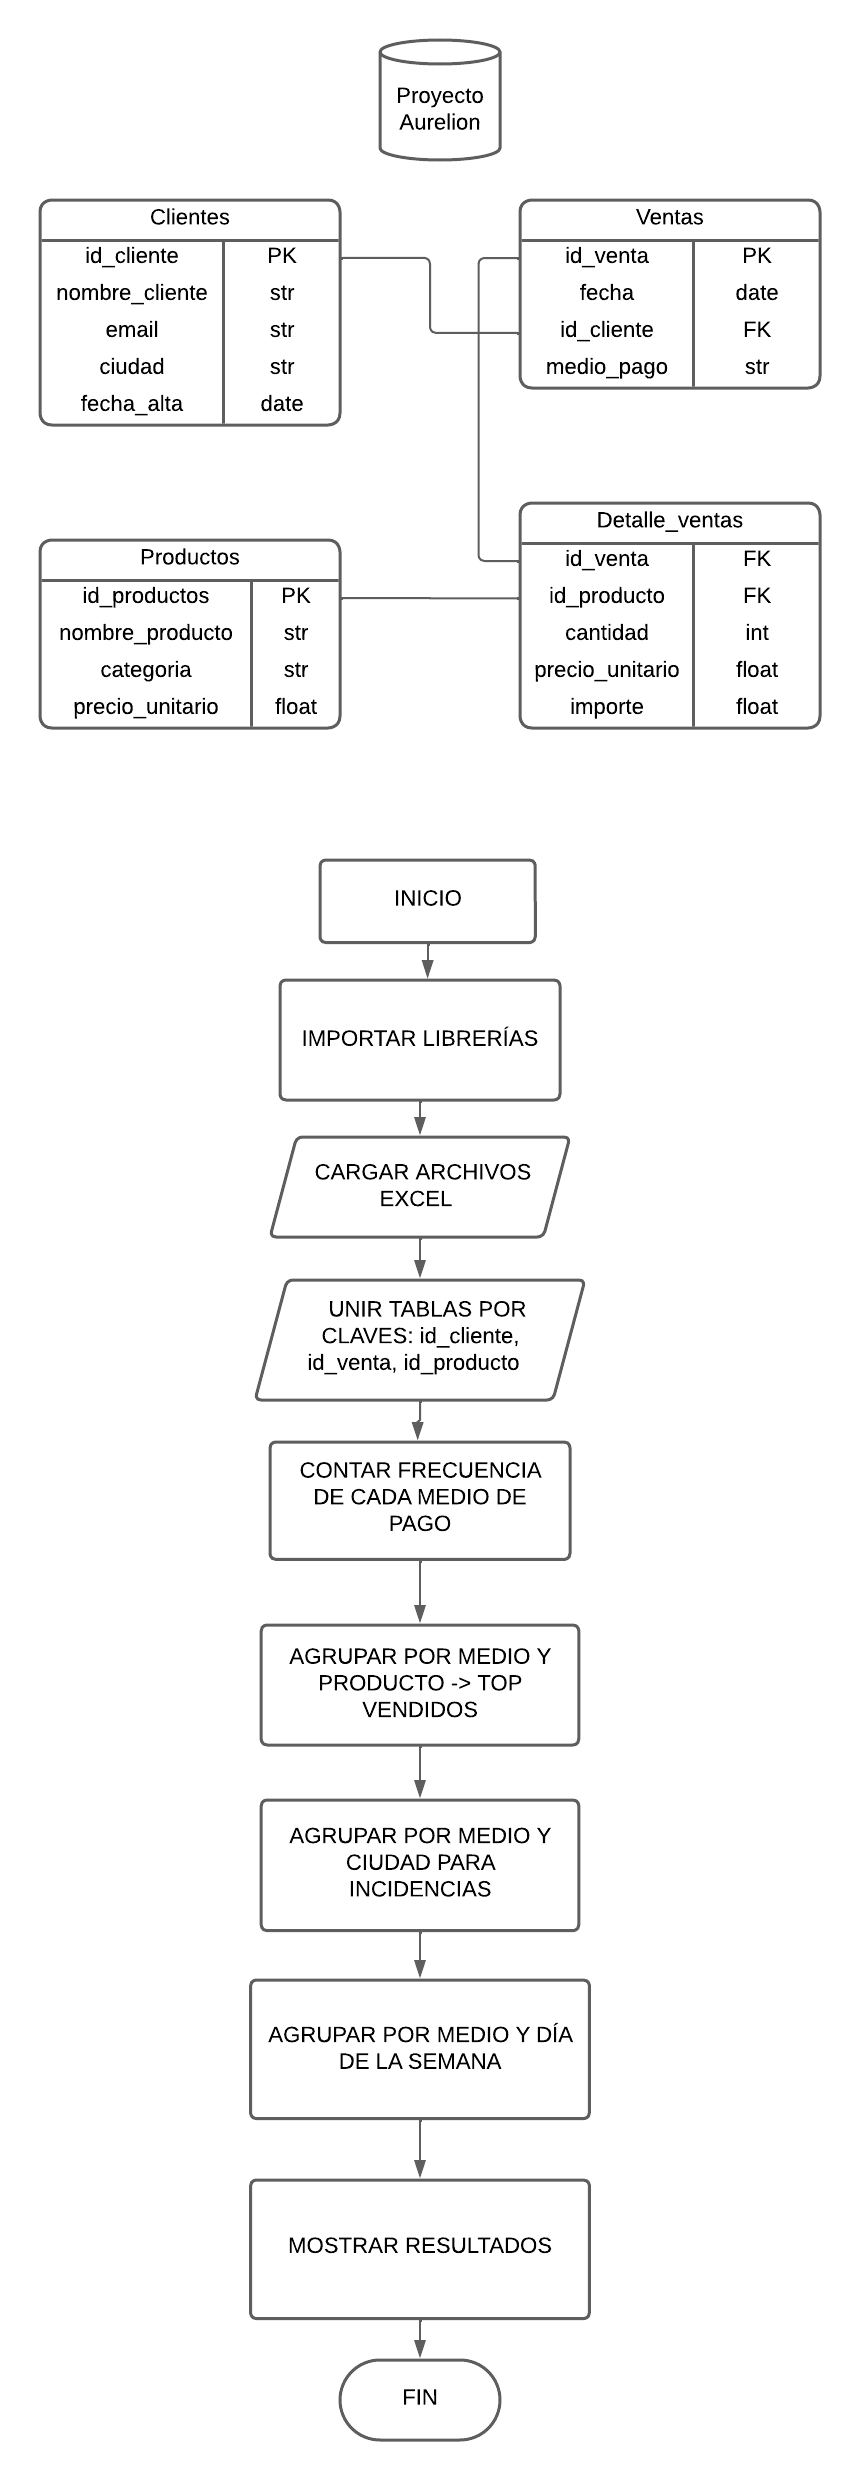 Proyecto
Aurelion
Clientes
id_cliente PK
nombre_cliente str
email str
ciudad str
fecha_alta date
Ventas
id_venta PK
fecha date
id_cliente FK
medio_pago str
Productos
id_productos PK
nombre_producto str
categoria str
precio_unitario float
Detalle_ventas
id_venta FK
id_producto FK
cantidad int
precio_unitario float
importe float
INICIO
IMPORTAR LIBRERÍAS
CARGAR ARCHIVOS
EXCEL
UNIR TABLAS POR
CLAVES: id_cliente,
id_venta, id_producto
CONTAR FRECUENCIA
DE CADA MEDIO DE
PAGO
AGRUPAR POR MEDIO Y
PRODUCTO -> TOP
VENDIDOS
AGRUPAR POR MEDIO Y
CIUDAD PARA
INCIDENCIAS
AGRUPAR POR MEDIO Y DÍA
DE LA SEMANA
MOSTRAR RESULTADOS
FIN